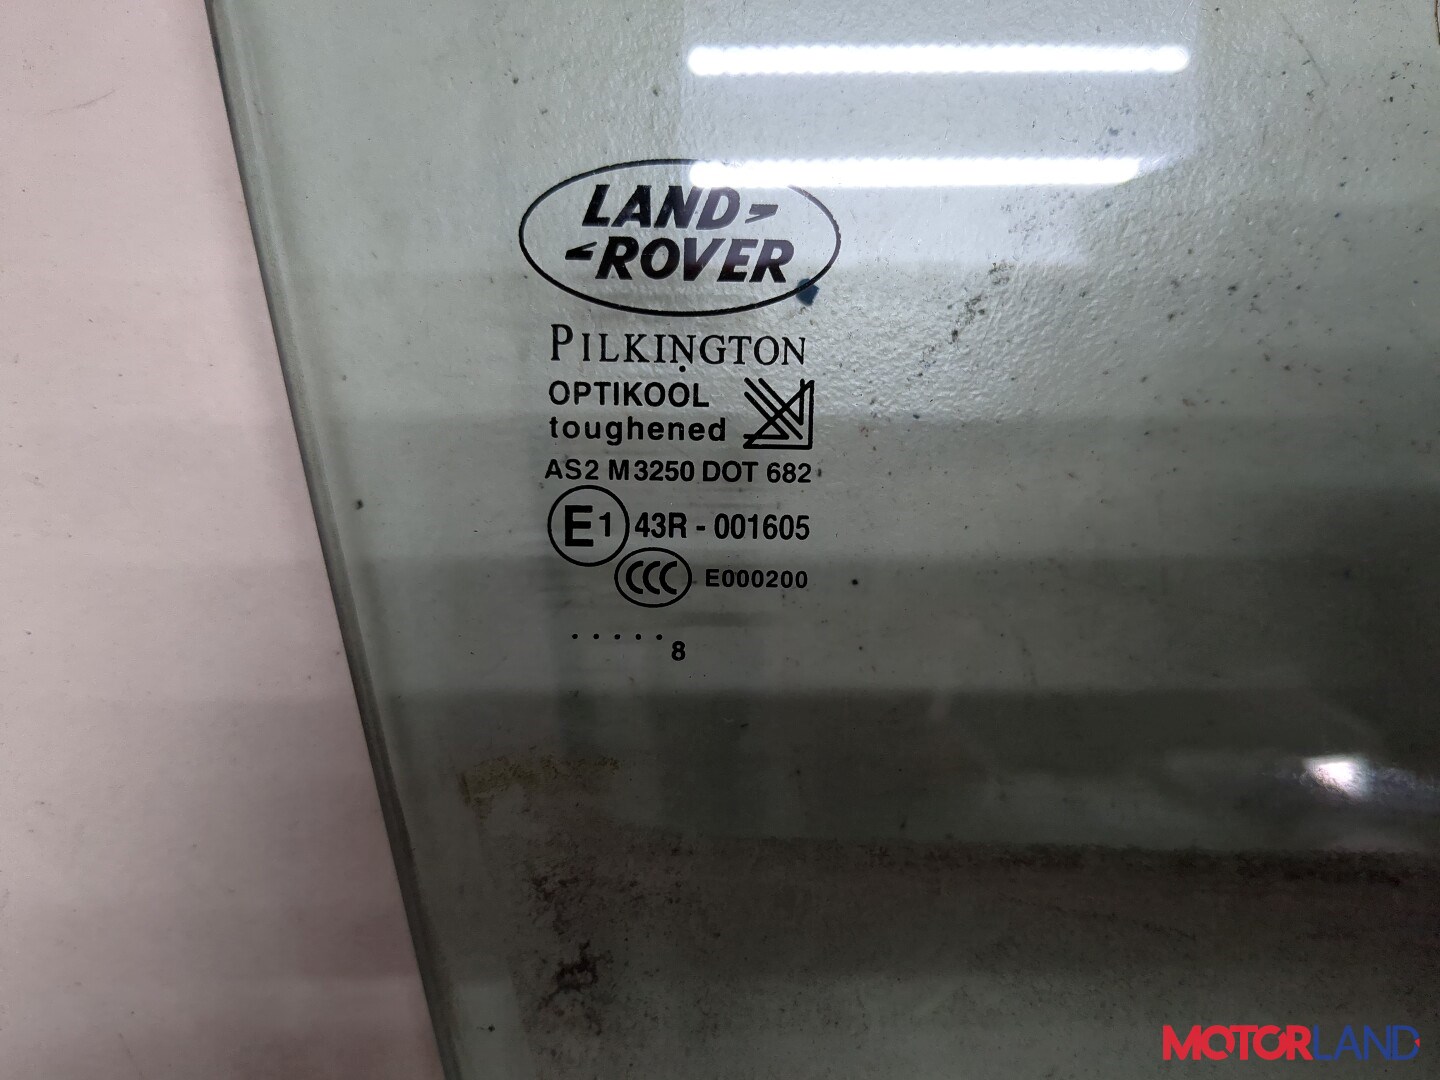 LAND
ROVER
PILKINGTON
OPTIKOOL
toughened
AS2 M3250 DOT 682
E1 43R - 001605
CCC E000200
. . . . . 8
MOTORLAND